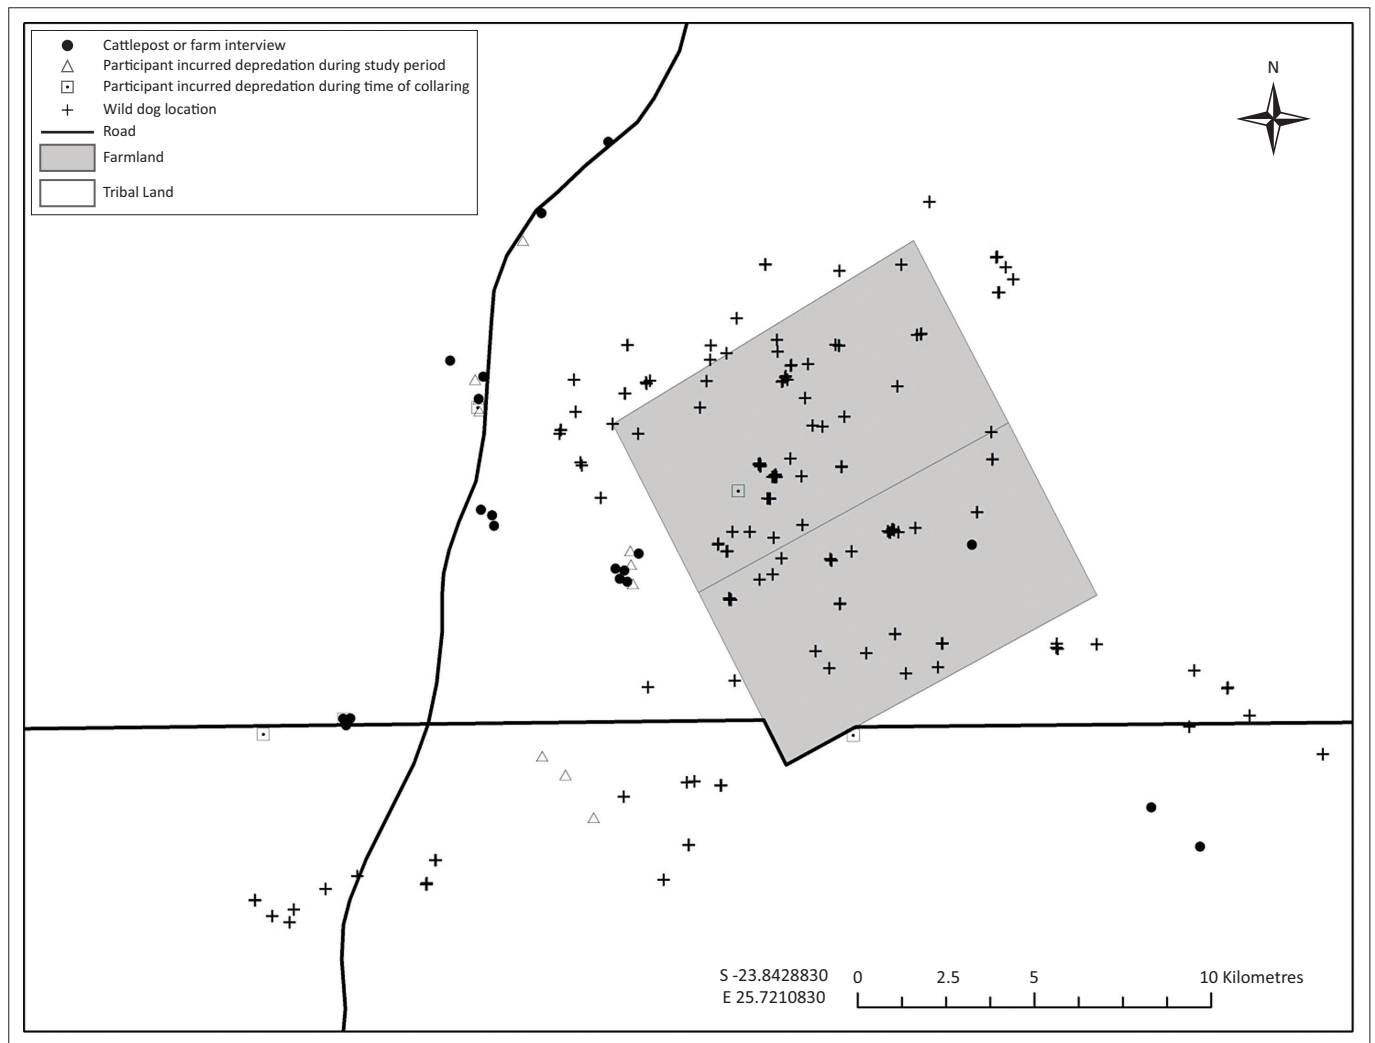 Cattlepost or farm interview
Participant incurred depredation during study period
Participant incurred depredation during time of collaring
Wild dog location
Road
Farmland
Tribal Land
N
S -23.8428830
E 25.7210830
0 2.5 5 10 Kilometres